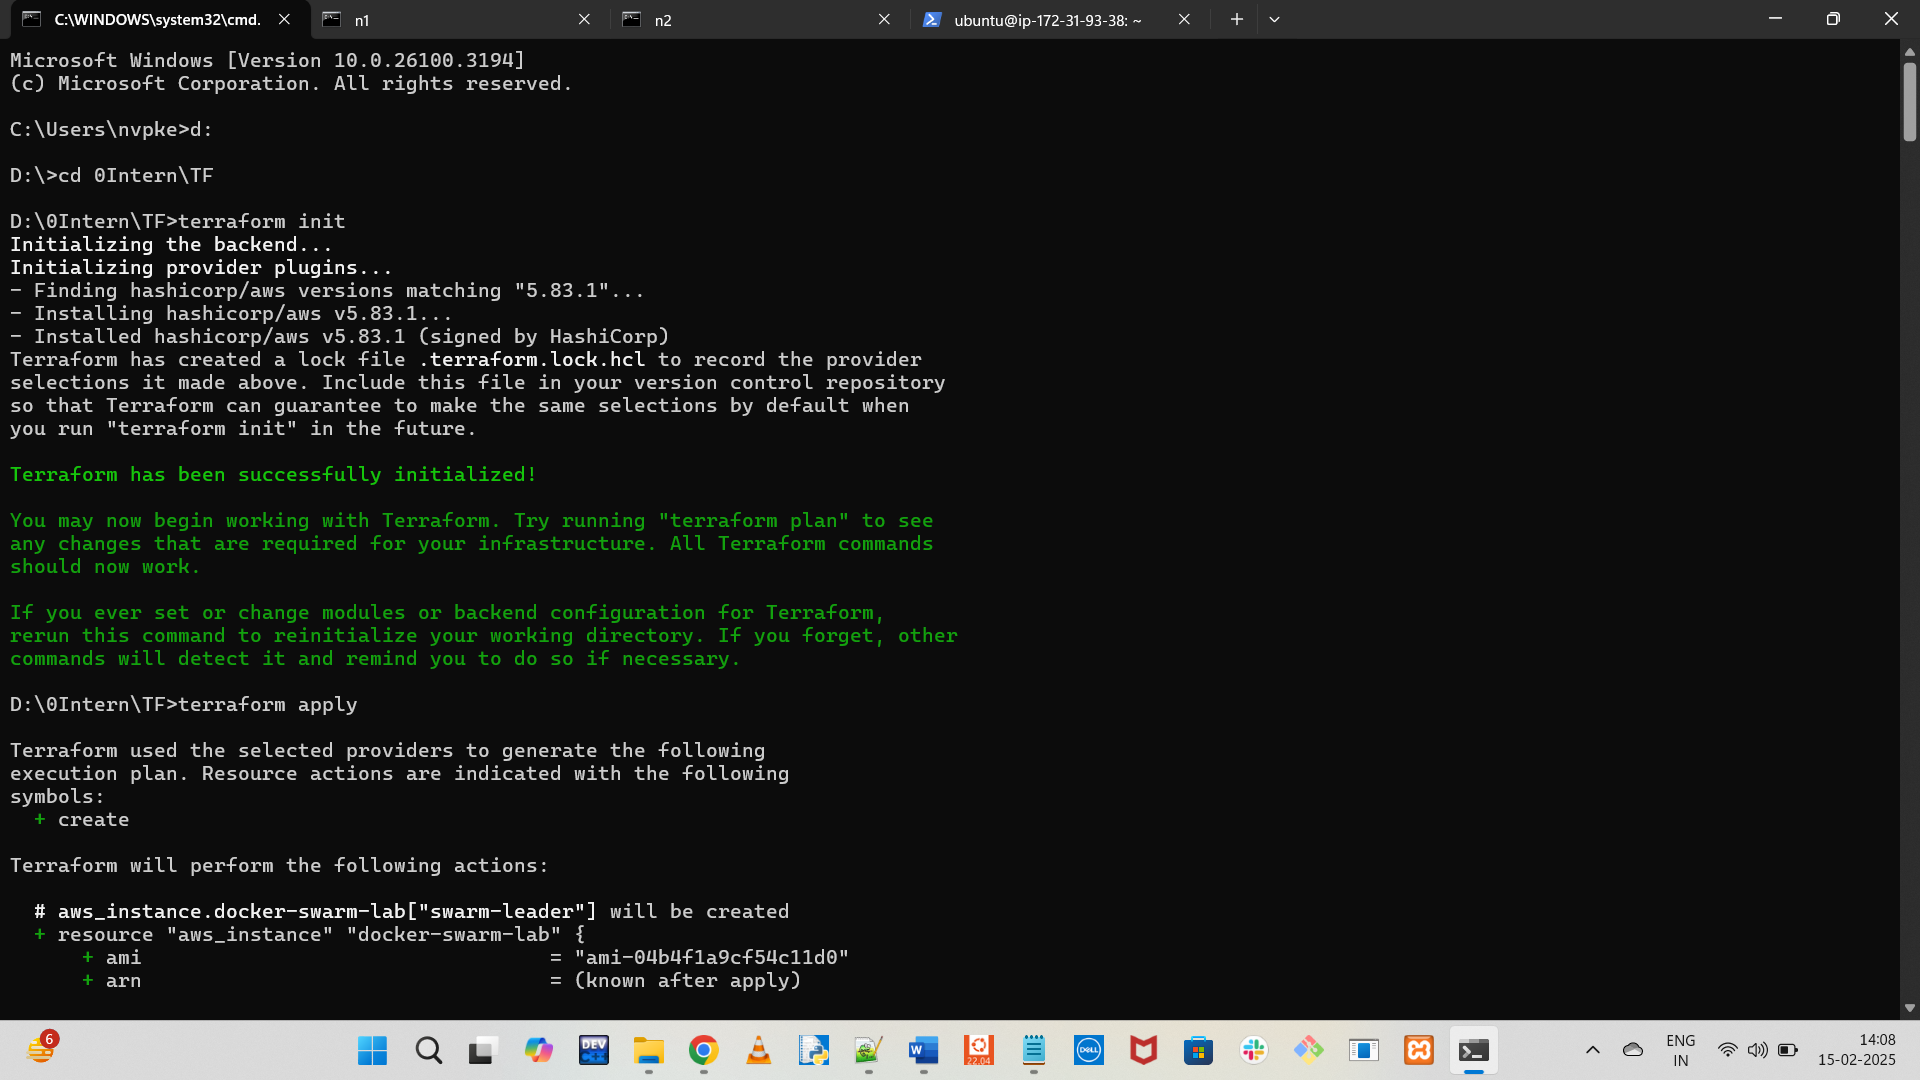 C:\WINDOWS\system32\cmd.
n1
n2
ubuntu@ip-172-31-93-38: ~
Microsoft Windows [Version 10.0.26100.3194]
(c) Microsoft Corporation. All rights reserved.
C:\Users\nvpke>d:
D:\>cd 0Intern\TF
D:\0Intern\TF>terraform init
Initializing the backend...
Initializing provider plugins...
- Finding hashicorp/aws versions matching "5.83.1"...
- Installing hashicorp/aws v5.83.1...
- Installed hashicorp/aws v5.83.1 (signed by HashiCorp)
Terraform has created a lock file .terraform.lock.hcl to record the provider
selections it made above. Include this file in your version control repository
so that Terraform can guarantee to make the same selections by default when
you run "terraform init" in the future.
Terraform has been successfully initialized!
You may now begin working with Terraform. Try running "terraform plan" to see
any changes that are required for your infrastructure. All Terraform commands
should now work.
If you ever set or change modules or backend configuration for Terraform,
rerun this command to reinitialize your working directory. If you forget, other
commands will detect it and remind you to do so if necessary.
D:\0Intern\TF>terraform apply
Terraform used the selected providers to generate the following
execution plan. Resource actions are indicated with the following
symbols:
+ create
Terraform will perform the following actions:
# aws_instance.docker-swarm-lab["swarm-leader"] will be created
+ resource "aws_instance" "docker-swarm-lab" {
+ ami = "ami-04b4f1a9cf54c11d0"
+ arn = (known after apply)
6
DEV
C++
W
22.04
DELL
ENG
IN
14:08
15-02-2025